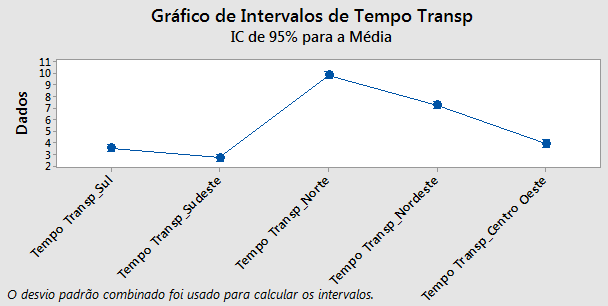 Gráfico de Intervalos de Tempo Transp
IC de 95% para a Média
Dados
11
10
9
8
7
6
5
4
3
2
Tempo Transp_Sul
Tempo Transp_Sudeste
Tempo Transp_Norte
Tempo Transp_Nordeste
Tempo Transp_Centro Oeste
O desvio padrão combinado foi usado para calcular os intervalos.